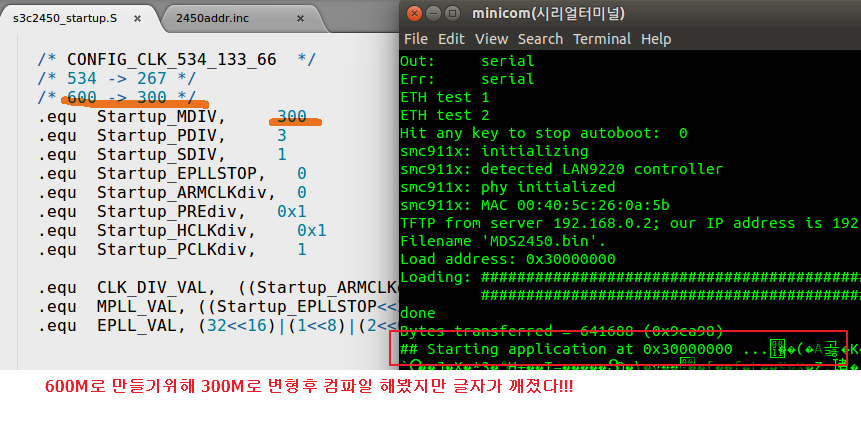 s3c2450_startup.S
2450addr.inc
/* CONFIG_CLK_534_133_66 */
/* 534 -> 267 */
/* 600 -> 300 */
.equ Startup_MDIV, 300
.equ Startup_PDIV, 3
.equ Startup_SDIV, 1
.equ Startup_EPLLSTOP, 0
.equ Startup_ARMCLKdiv, 0
.equ Startup_PREdiv, 0x1
.equ Startup_HCLKdiv, 0x1
.equ Startup_PCLKdiv, 1
.equ CLK_DIV_VAL, ((Startup_ARMCLK
.equ MPLL_VAL, ((Startup_EPLLSTOP<<
.equ EPLL_VAL, (32<<16)|(1<<8)|(2<<
minicom(시리얼터미널)
File Edit View Search Terminal Help
Out: serial
Err: serial
ETH test 1
ETH test 2
Hit any key to stop autoboot: 0
smc911x: initializing
smc911x: detected LAN9220 controller
smc911x: phy initialized
smc911x: MAC 00:40:5c:26:0a:5b
TFTP from server 192.168.0.2; our IP address is 192
Filename 'MDS2450.bin'.
Load address: 0x30000000
Loading: ##########################################
##########################################
done
Bytes transferred = 641688 (0x9ca98)
## Starting application at 0x30000000 ...
600M로 만들기위해 300M로 변형후 컴파일 해봤지만 글자가 깨졌다!!!